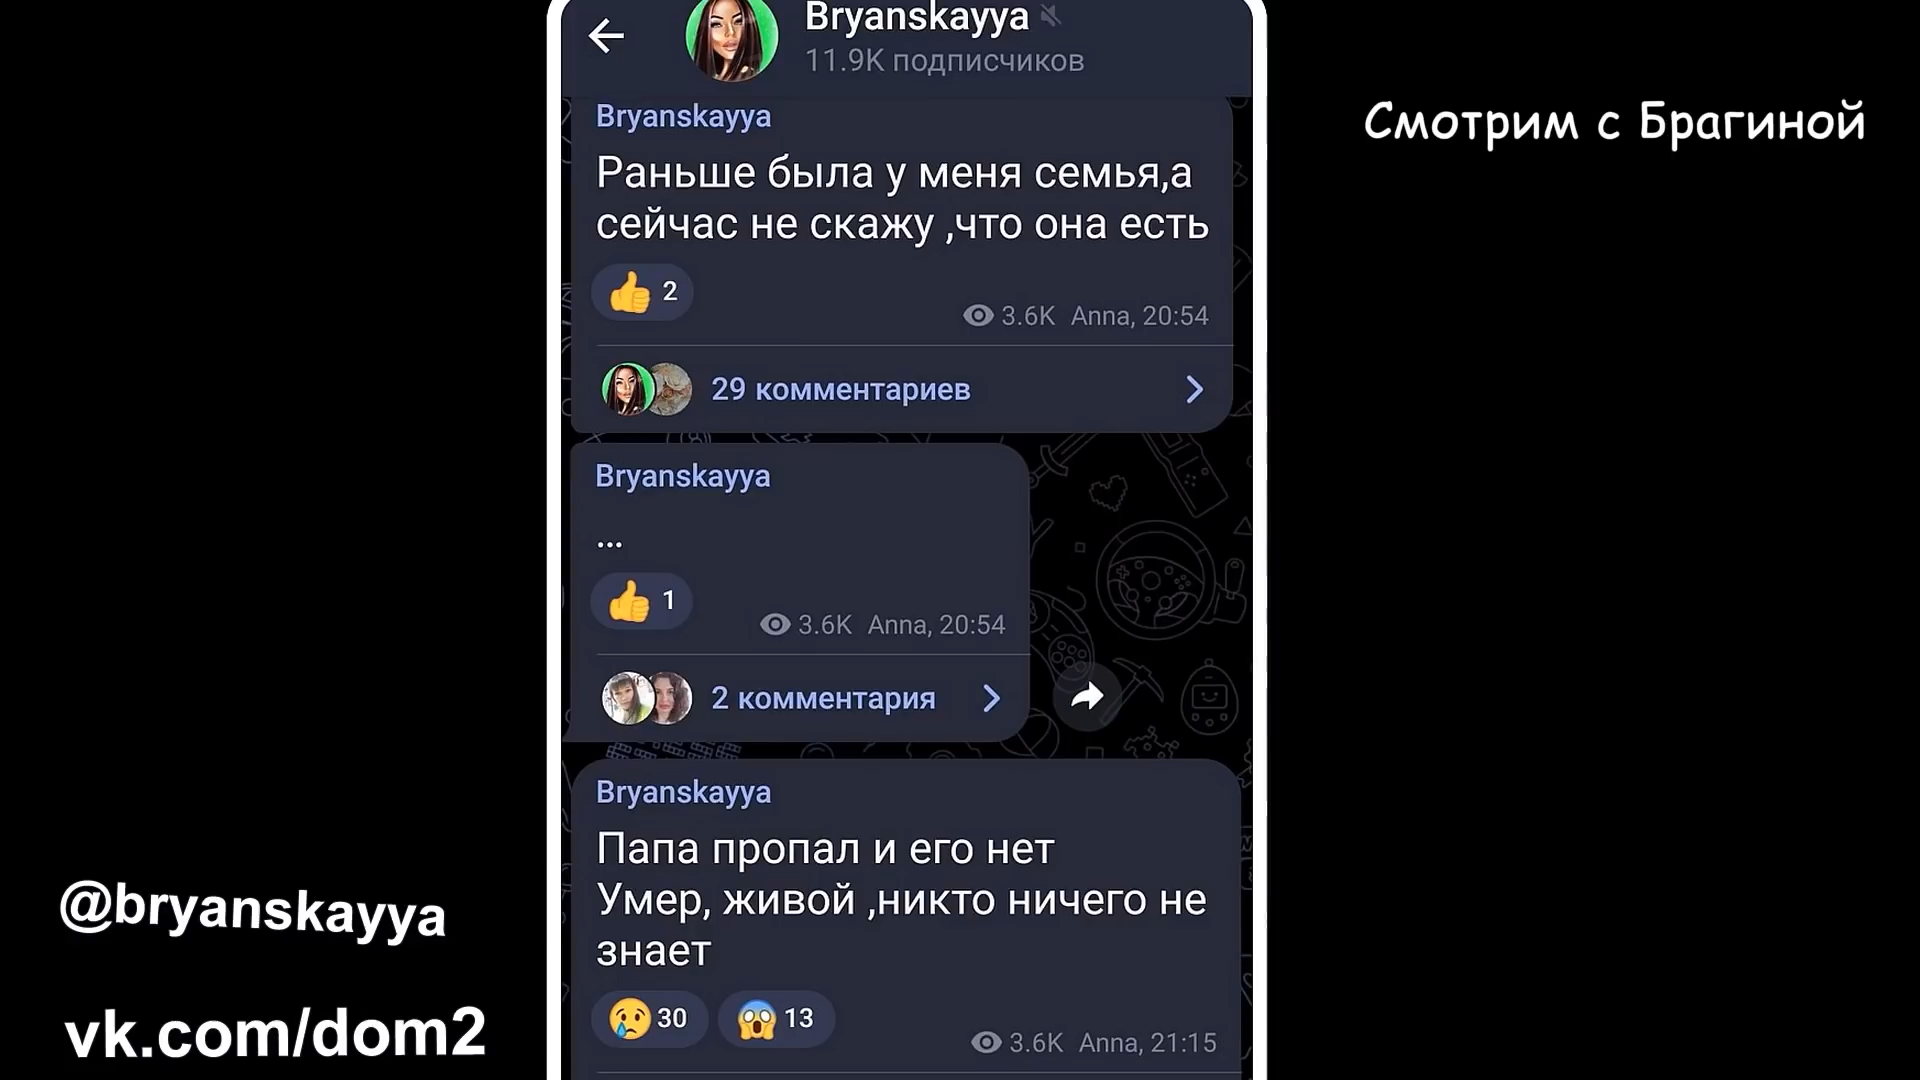 Bryanskayya
11.9K подписчиков
Смотрим с Брагиной
Bryanskayya
Раньше была у меня семья,а
сейчас не скажу ,что она есть
2
3.6K Anna, 20:54
29 комментариев
Bryanskayya
...
1
3.6K Anna, 20:54
2 комментария
Bryanskayya
Папа пропал и его нет
Умер, живой ,никто ничего не
знает
30 13
3.6K Anna, 21:15
@bryanskayya
vk.com/dom2